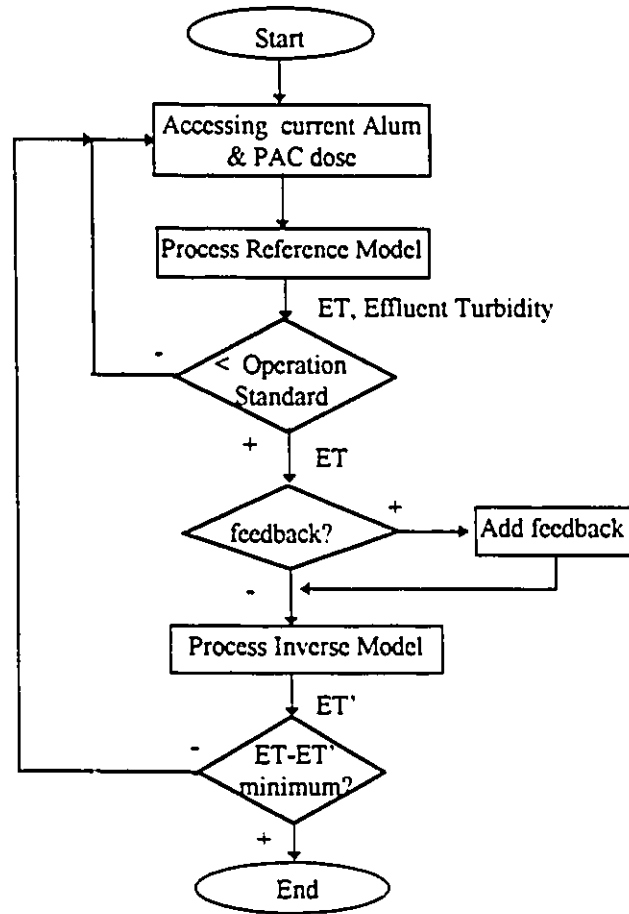 Start
Accessing current Alum
& PAC dose
Process Reference Model
ET, Effluent Turbidity
-
< Operation
Standard
+
ET
feedback?
+
Add feedback
-
Process Inverse Model
ET’
-
ET-ET’
minimum?
+
End